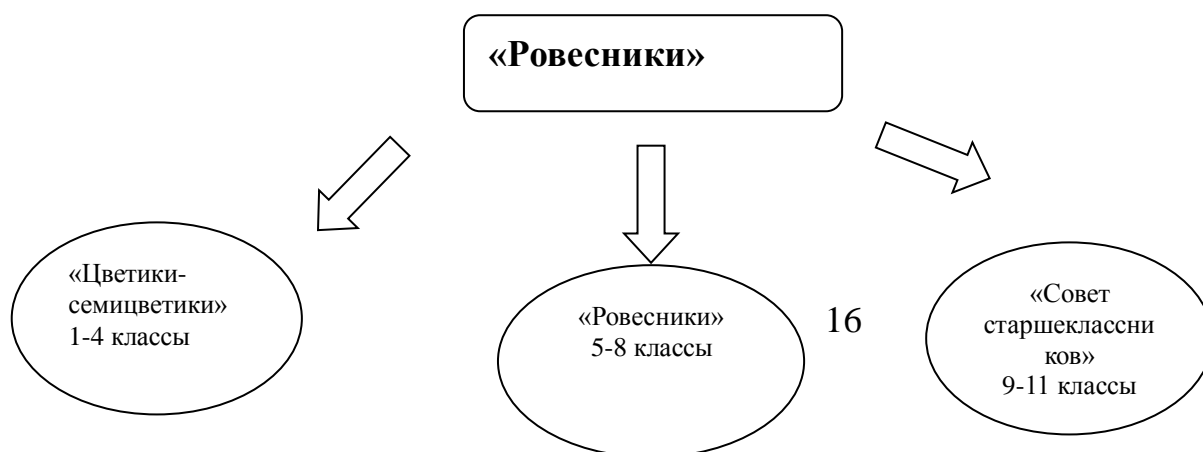 «Ровесники»
«Цветики-
семицветики»
1-4 классы
«Ровесники»
5-8 классы
16
«Совет
старшеклассни
ков»
9-11 классы